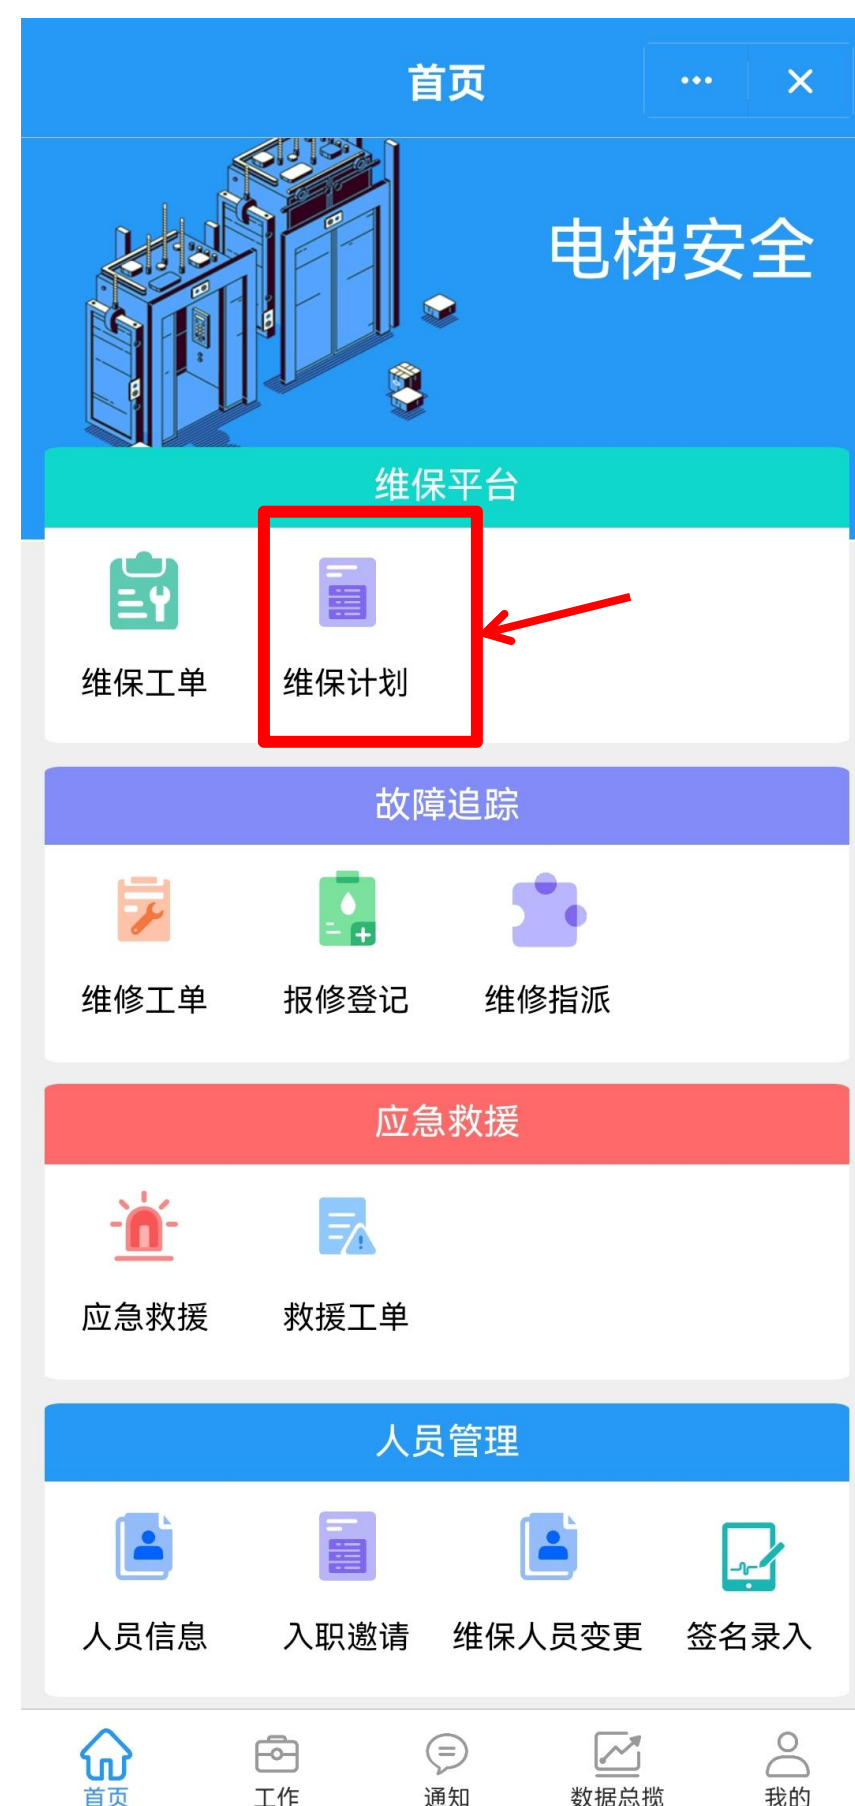 首页
电梯安全
维保平台
维保工单 维保计划
故障追踪
维修工单 报修登记 维修指派
应急救援
应急救援 救援工单
人员管理
人员信息 入职邀请 维保人员变更 签名录入
首页 工作 通知 数据总揽 我的